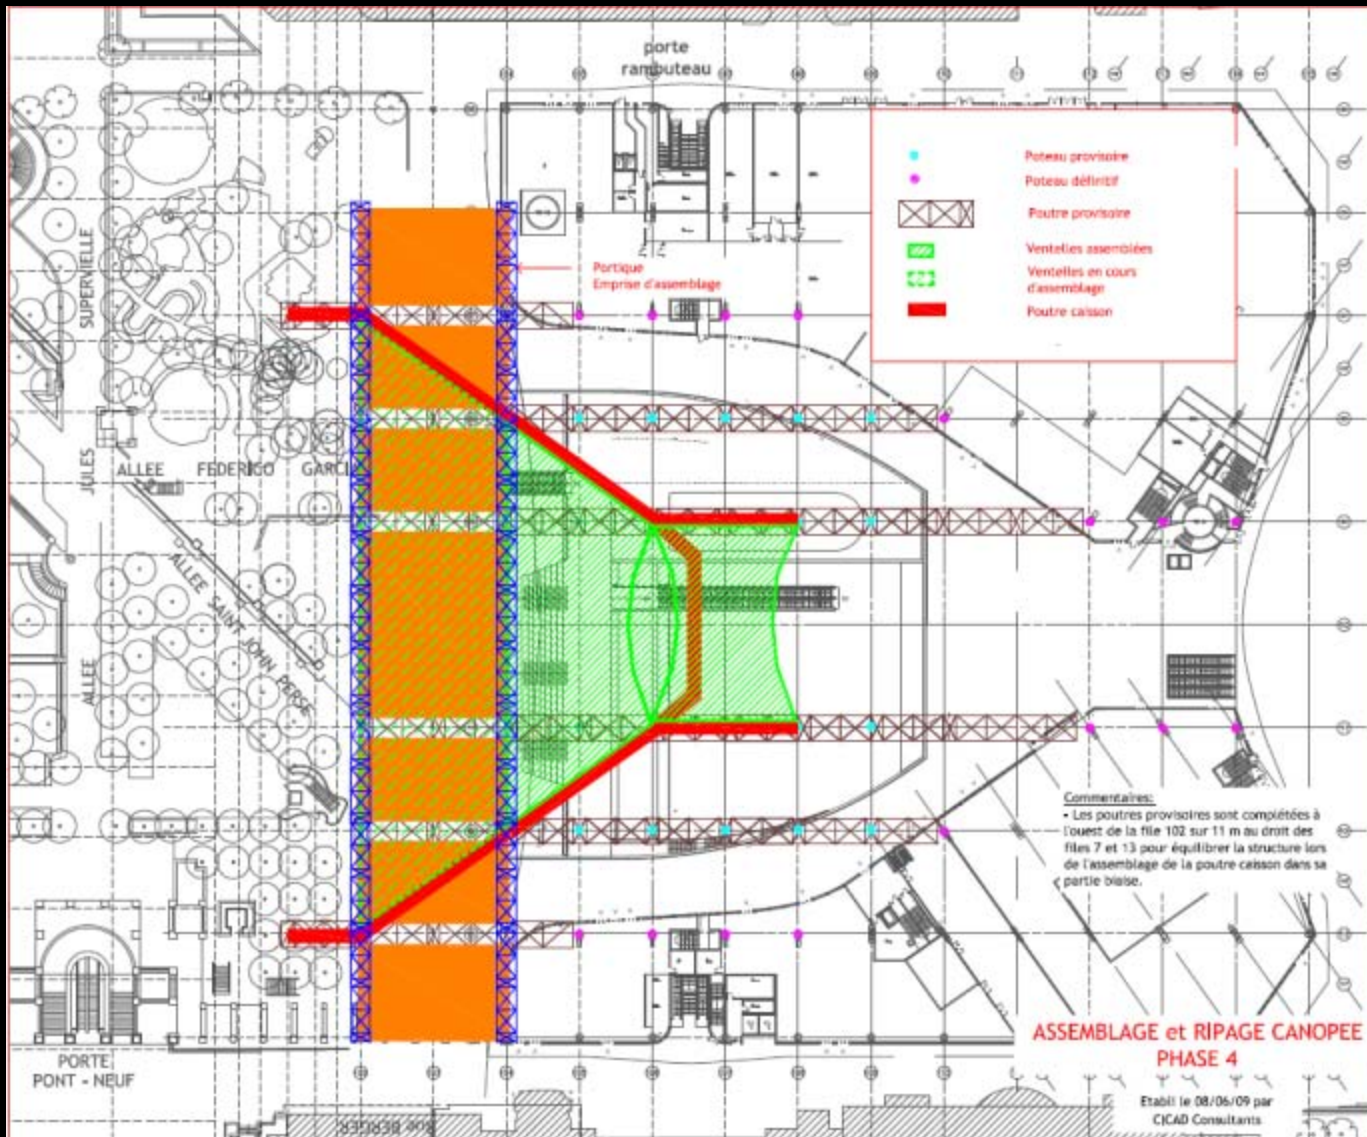 porte
rambuteau
Poteau provisoire
Poteau définitif
Poutre provisoire
Ventelles assemblées
Ventelles en cours
d'assemblage
Poutre caisson
Portique
Emprise d'assemblage
JULES SUPERVIELLE
ALLEE
ALLEE FEDERICO GARCI
ALLEE SAINT JOHN PERSE
Commentaires:
- Les poutres provisoires sont complétées à
l'ouest de la file 102 sur 11 m au droit des
files 7 et 13 pour équilibrer la structure lors
de l'assemblage de la poutre caisson dans sa
partie biaise.
ASSEMBLAGE et RIPAGE CANOPEE
PHASE 4
Etabli le 08/06/09 par
CICAD Consultants
PORTE
PONT - NEUF
RUE BERGER